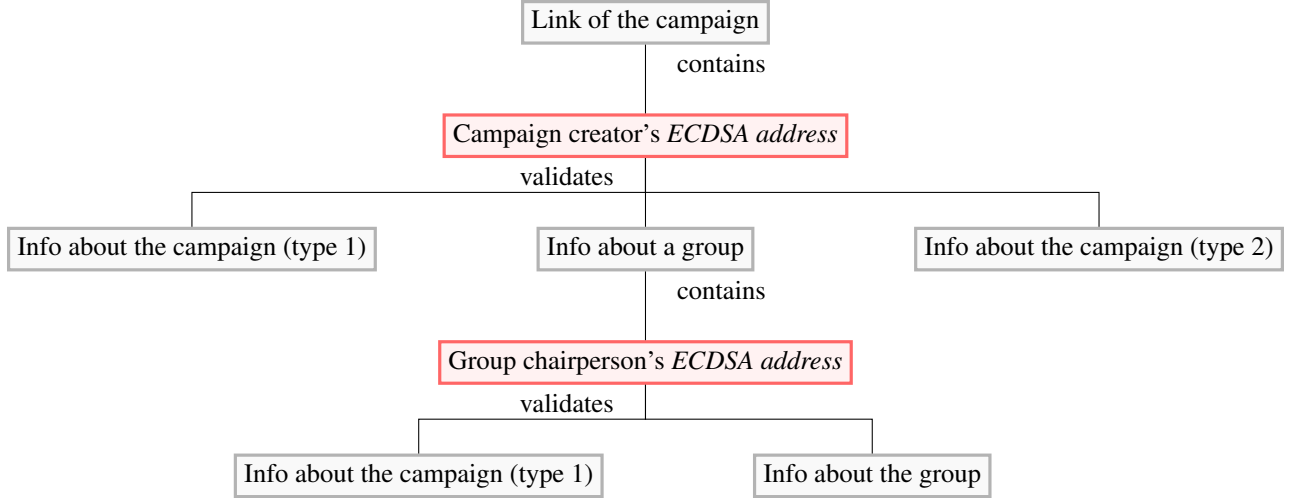 Link of the campaign
contains
Campaign creator's ECDSA address
validates
Info about the campaign (type 1)
Info about a group
Info about the campaign (type 2)
contains
Group chairperson's ECDSA address
validates
Info about the campaign (type 1)
Info about the group